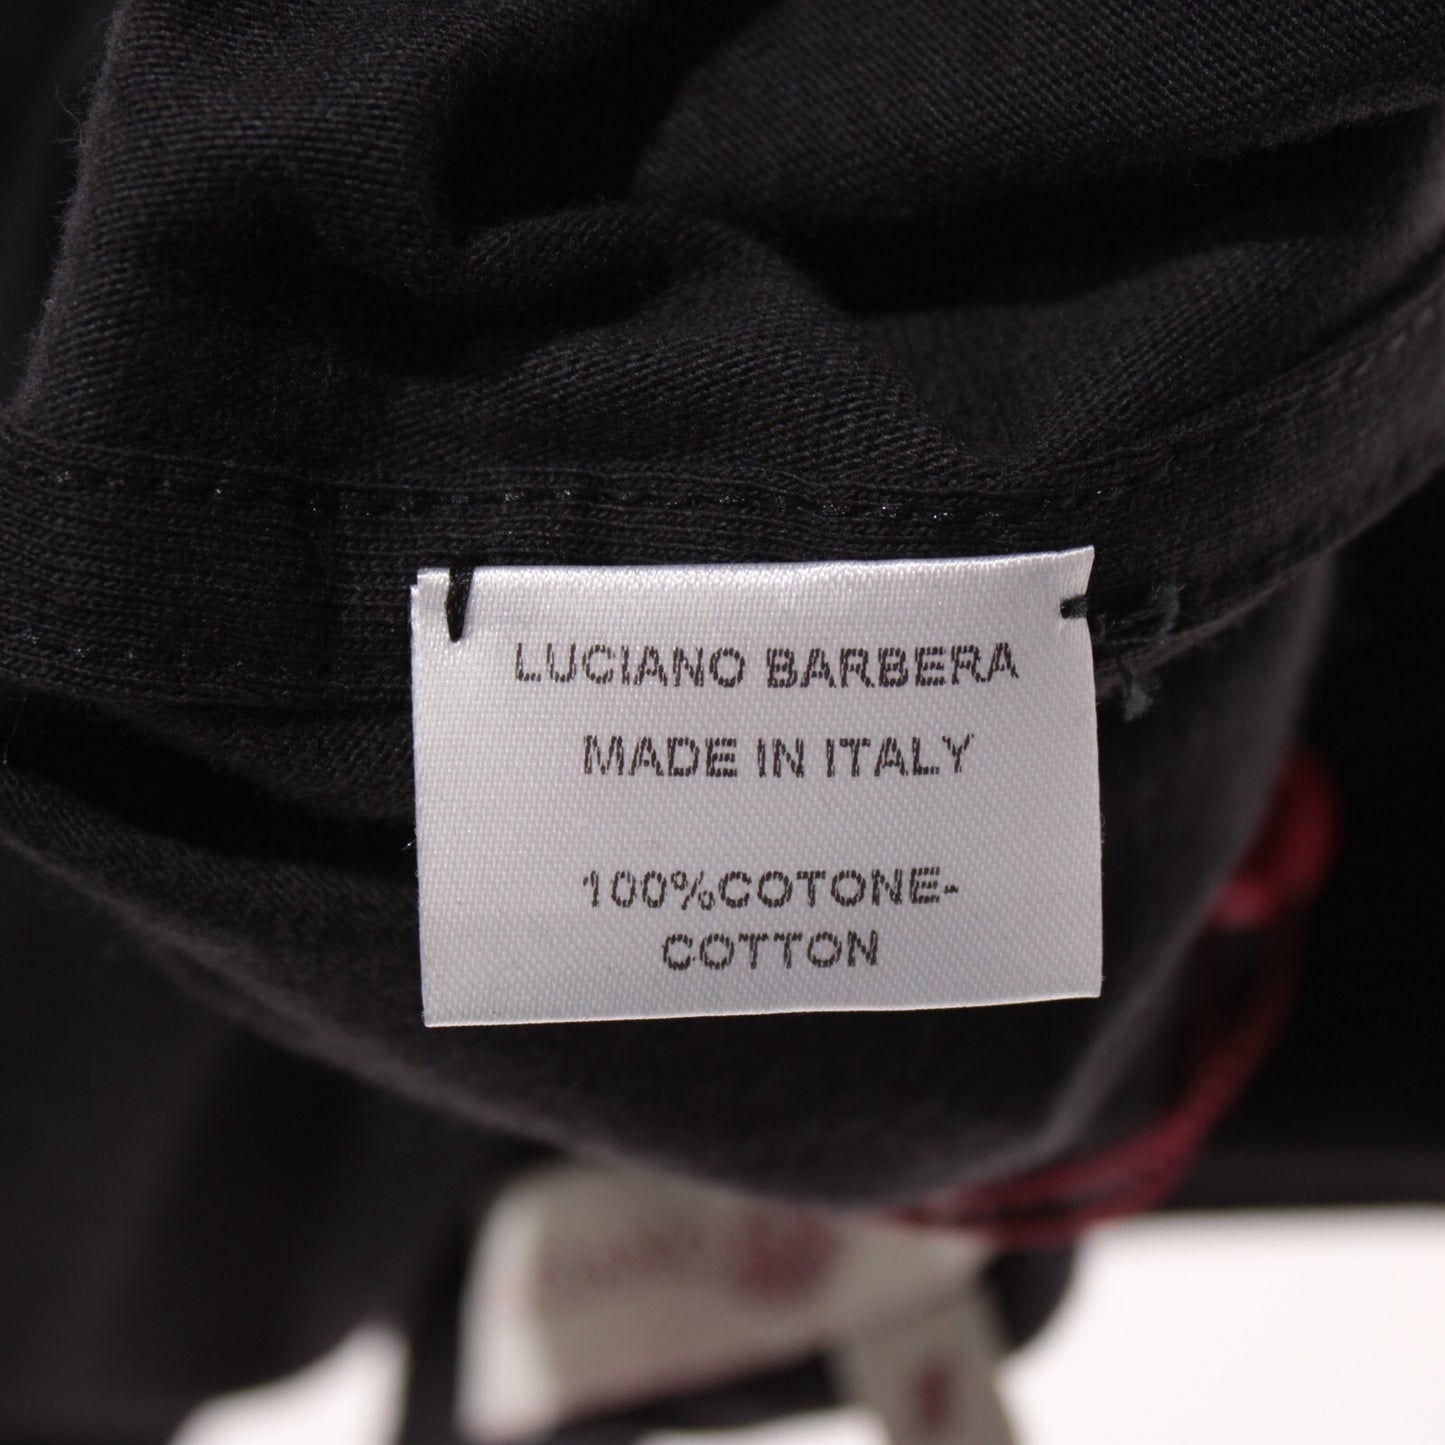 LUCIANO BARBERA
MADE IN ITALY
100%COTONE-
COTTON